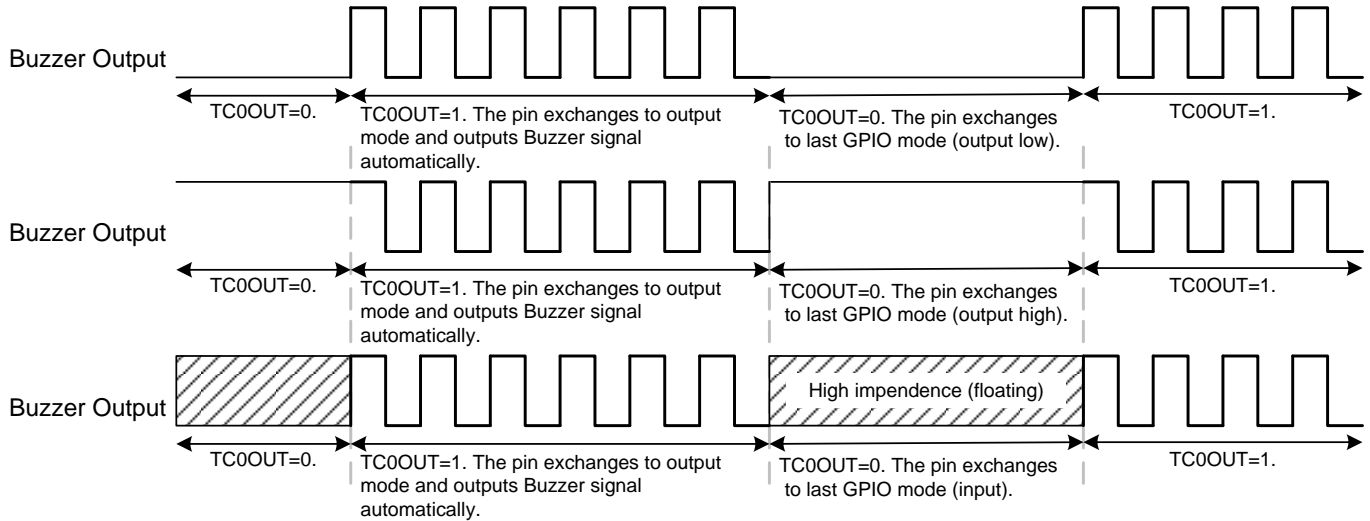 Buzzer Output
TC0OUT=0.
TC0OUT=1. The pin exchanges to output
mode and outputs Buzzer signal
automatically.
TC0OUT=0. The pin exchanges
to last GPIO mode (output low).
TC0OUT=1.
Buzzer Output
TC0OUT=0.
TC0OUT=1. The pin exchanges to output
mode and outputs Buzzer signal
automatically.
TC0OUT=0. The pin exchanges
to last GPIO mode (output high).
TC0OUT=1.
Buzzer Output
High impendence (floating)
TC0OUT=0.
TC0OUT=1. The pin exchanges to output
mode and outputs Buzzer signal
automatically.
TC0OUT=0. The pin exchanges
to last GPIO mode (input).
TC0OUT=1.